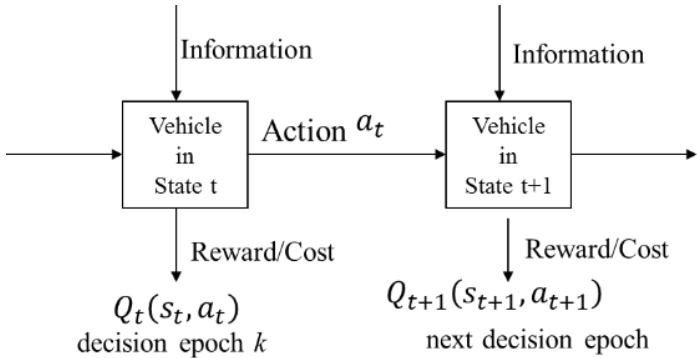 Information
Information
Vehicle
in
State t
Action a_t
Vehicle
in
State t+1
Reward/Cost
Reward/Cost
Q_t(s_t, a_t)
Q_{t+1}(s_{t+1}, a_{t+1})
decision epoch k
next decision epoch